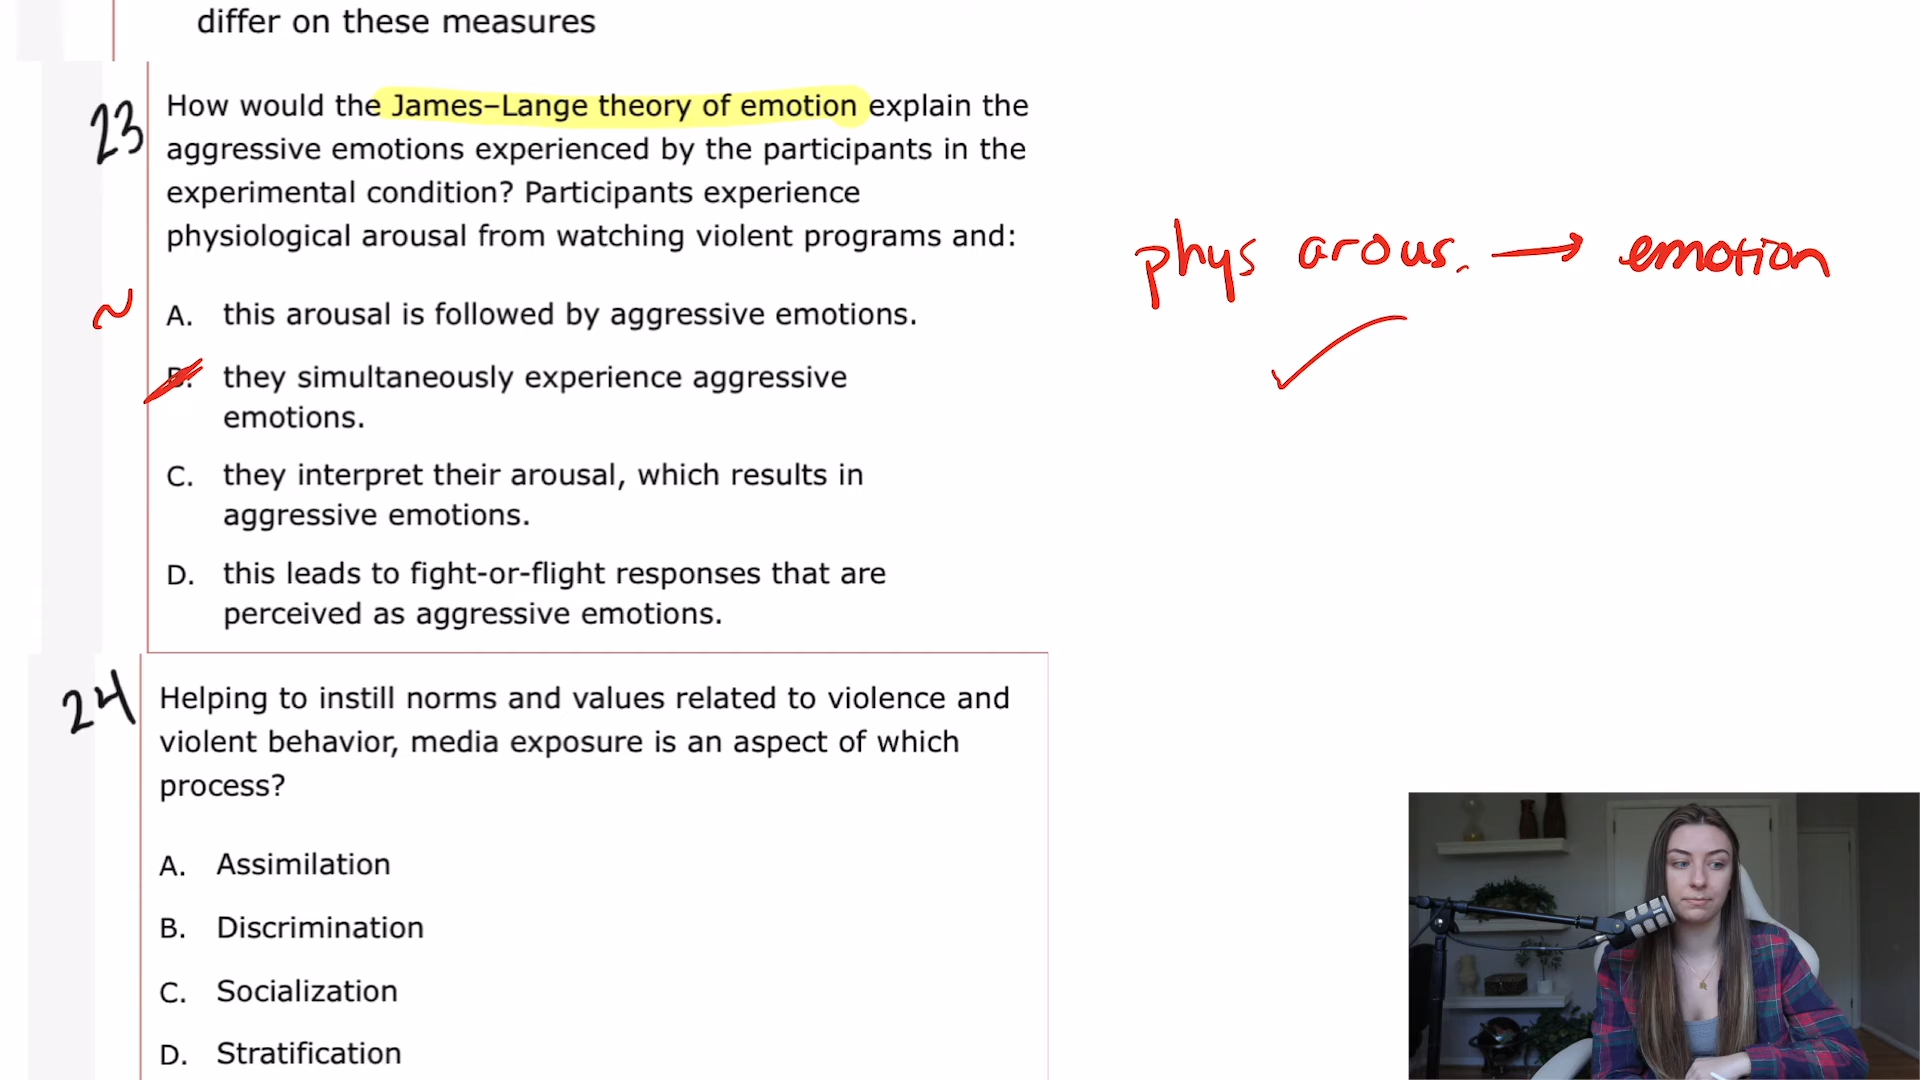 differ on these measures
23
How would the James–Lange theory of emotion explain the
aggressive emotions experienced by the participants in the
experimental condition? Participants experience
physiological arousal from watching violent programs and:
A. this arousal is followed by aggressive emotions.
B. they simultaneously experience aggressive
emotions.
C. they interpret their arousal, which results in
aggressive emotions.
D. this leads to fight-or-flight responses that are
perceived as aggressive emotions.
phys arous. → emotion
24
Helping to instill norms and values related to violence and
violent behavior, media exposure is an aspect of which
process?
A. Assimilation
B. Discrimination
C. Socialization
D. Stratification